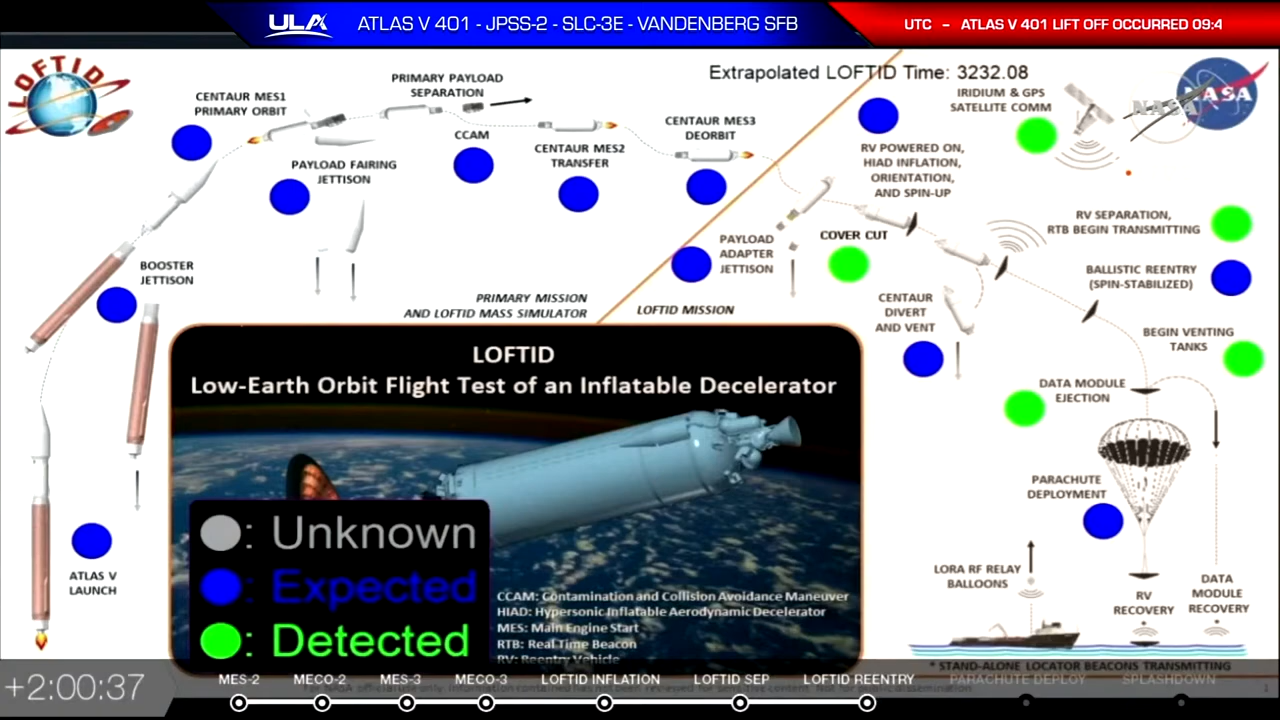 ULA
ATLAS V 401 - JPSS-2 - SLC-3E - VANDENBERG SFB
UTC - ATLAS V 401 LIFT OFF OCCURRED 09:4
LOFTID
Extrapolated LOFTID Time: 3232.08
NASA
NASA
CENTAUR MES1
PRIMARY ORBIT
PRIMARY PAYLOAD
SEPARATION
PAYLOAD FAIRING
JETTISON
CCAM
CENTAUR MES2
TRANSFER
CENTAUR MES3
DEORBIT
IRIDIUM & GPS
SATELLITE COMM
RV POWERED ON,
HIAD INFLATION,
ORIENTATION,
AND SPIN-UP
RV SEPARATION,
RTB BEGIN TRANSMITTING
PAYLOAD
ADAPTER
JETTISON
COVER CUT
BOOSTER
JETTISON
BALLISTIC REENTRY
(SPIN-STABILIZED)
PRIMARY MISSION
AND LOFTID MASS SIMULATOR
LOFTID MISSION
CENTAUR
DIVERT
AND VENT
BEGIN VENTING
TANKS
LOFTID
Low-Earth Orbit Flight Test of an Inflatable Decelerator
DATA MODULE
EJECTION
PARACHUTE
DEPLOYMENT
: Unknown
: Expected
: Detected
CCAM: Contamination and Collision Avoidance Maneuver
HIAD: Hypersonic Inflatable Aerodynamic Decelerator
MES: Main Engine Start
RTB: Real Time Beacon
RV: Reentry Vehicle
ATLAS V
LAUNCH
LORA RF RELAY
BALLOONS
RV
RECOVERY
DATA
MODULE
RECOVERY
* STAND-ALONE LOCATOR BEACONS TRANSMITTING
+2:00:37
MES-2
MECO-2
MES-3
MECO-3
LOFTID INFLATION
LOFTID SEP
LOFTID REENTRY
PARACHUTE DEPLOY
SPLASHDOWN